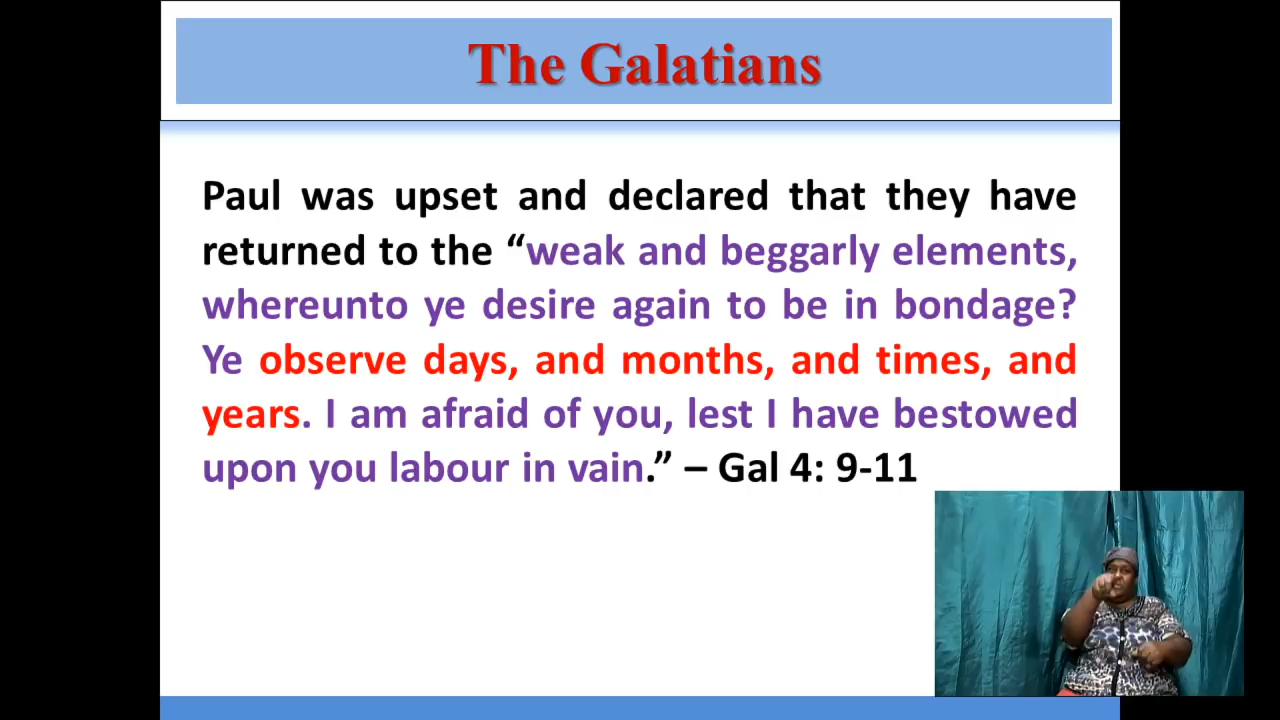 The Galatians
Paul was upset and declared that they have
returned to the “weak and beggarly elements,
whereunto ye desire again to be in bondage?
Ye observe days, and months, and times, and
years. I am afraid of you, lest I have bestowed
upon you labour in vain.” – Gal 4: 9-11